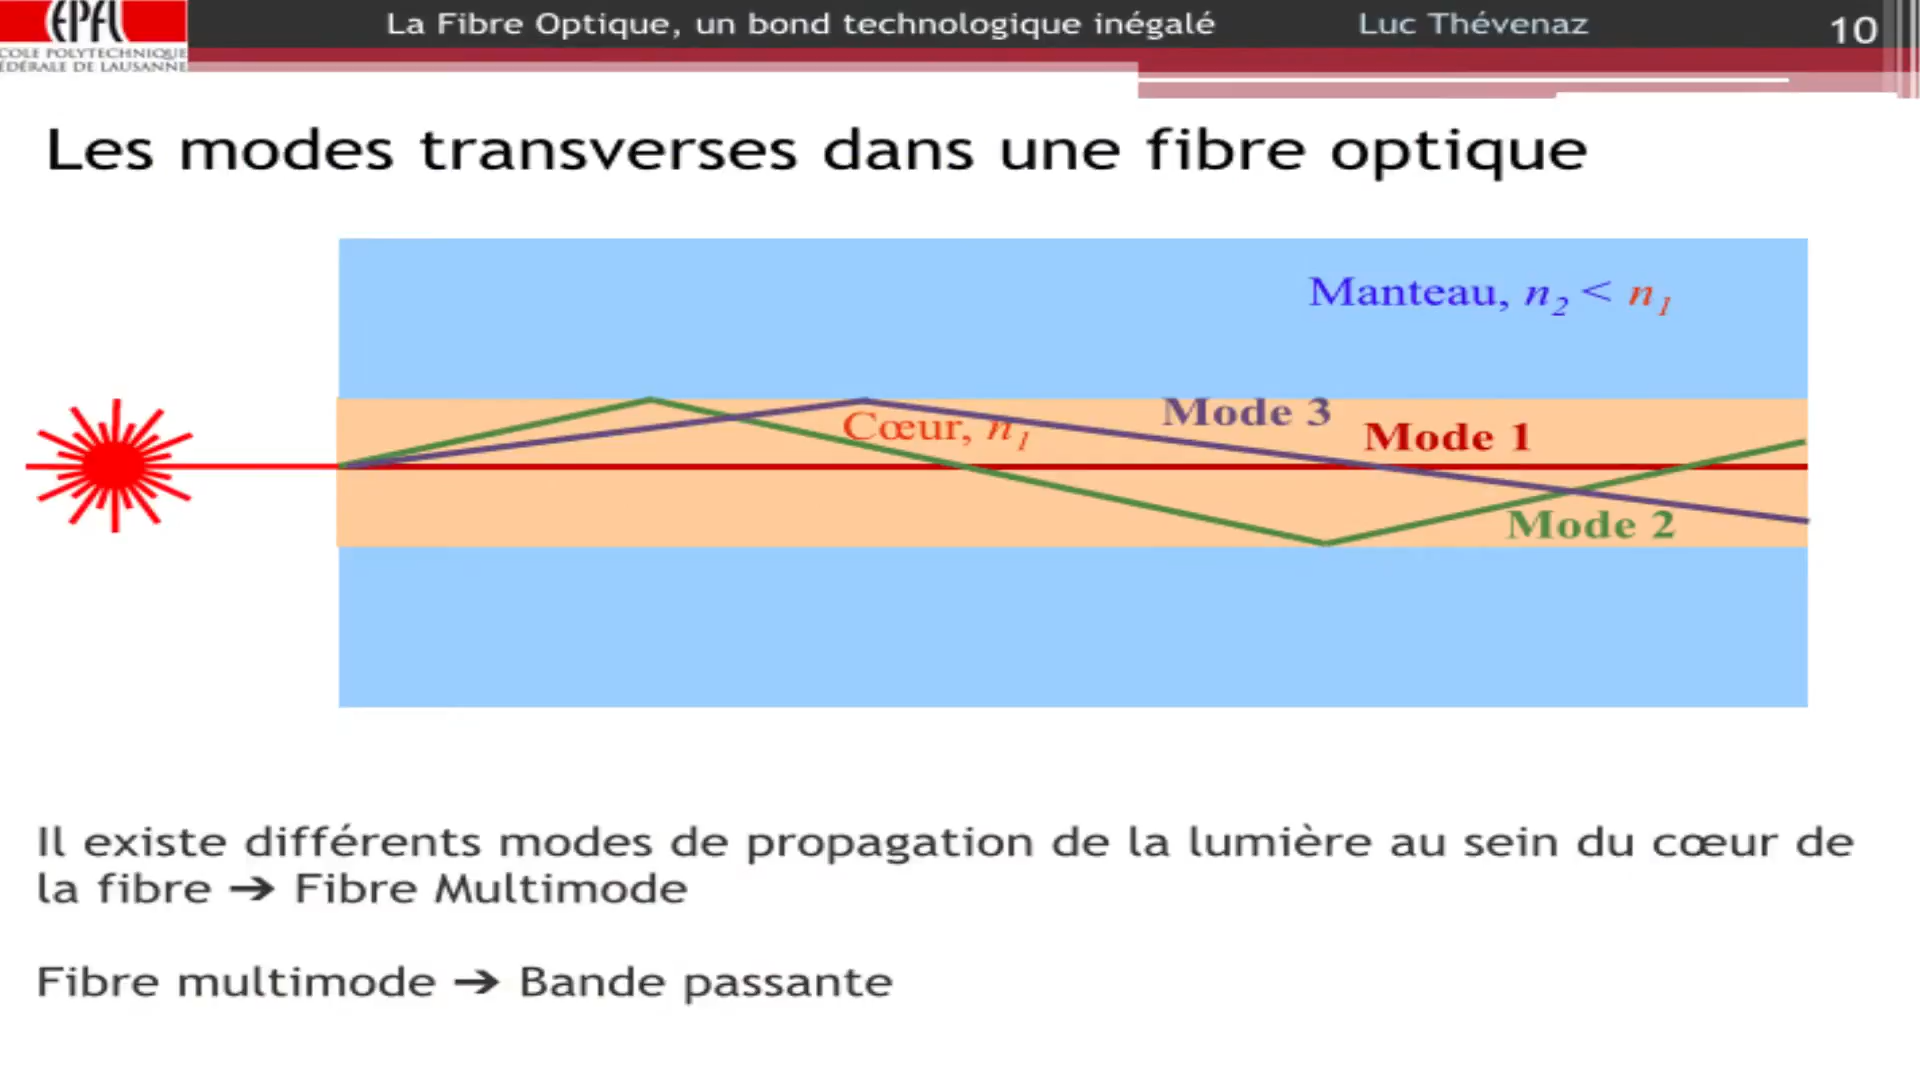 EPFL
La Fibre Optique, un bond technologique inégalé Luc Thévenaz 10
COLE POLYTECHNIQUE
ÉDÉRALE DE LAUSANNE
Les modes transverses dans une fibre optique
Manteau, n2 < n1
Mode 3
Cœur, n1
Mode 1
Mode 2
Il existe différents modes de propagation de la lumière au sein du cœur de
la fibre ➔ Fibre Multimode
Fibre multimode ➔ Bande passante